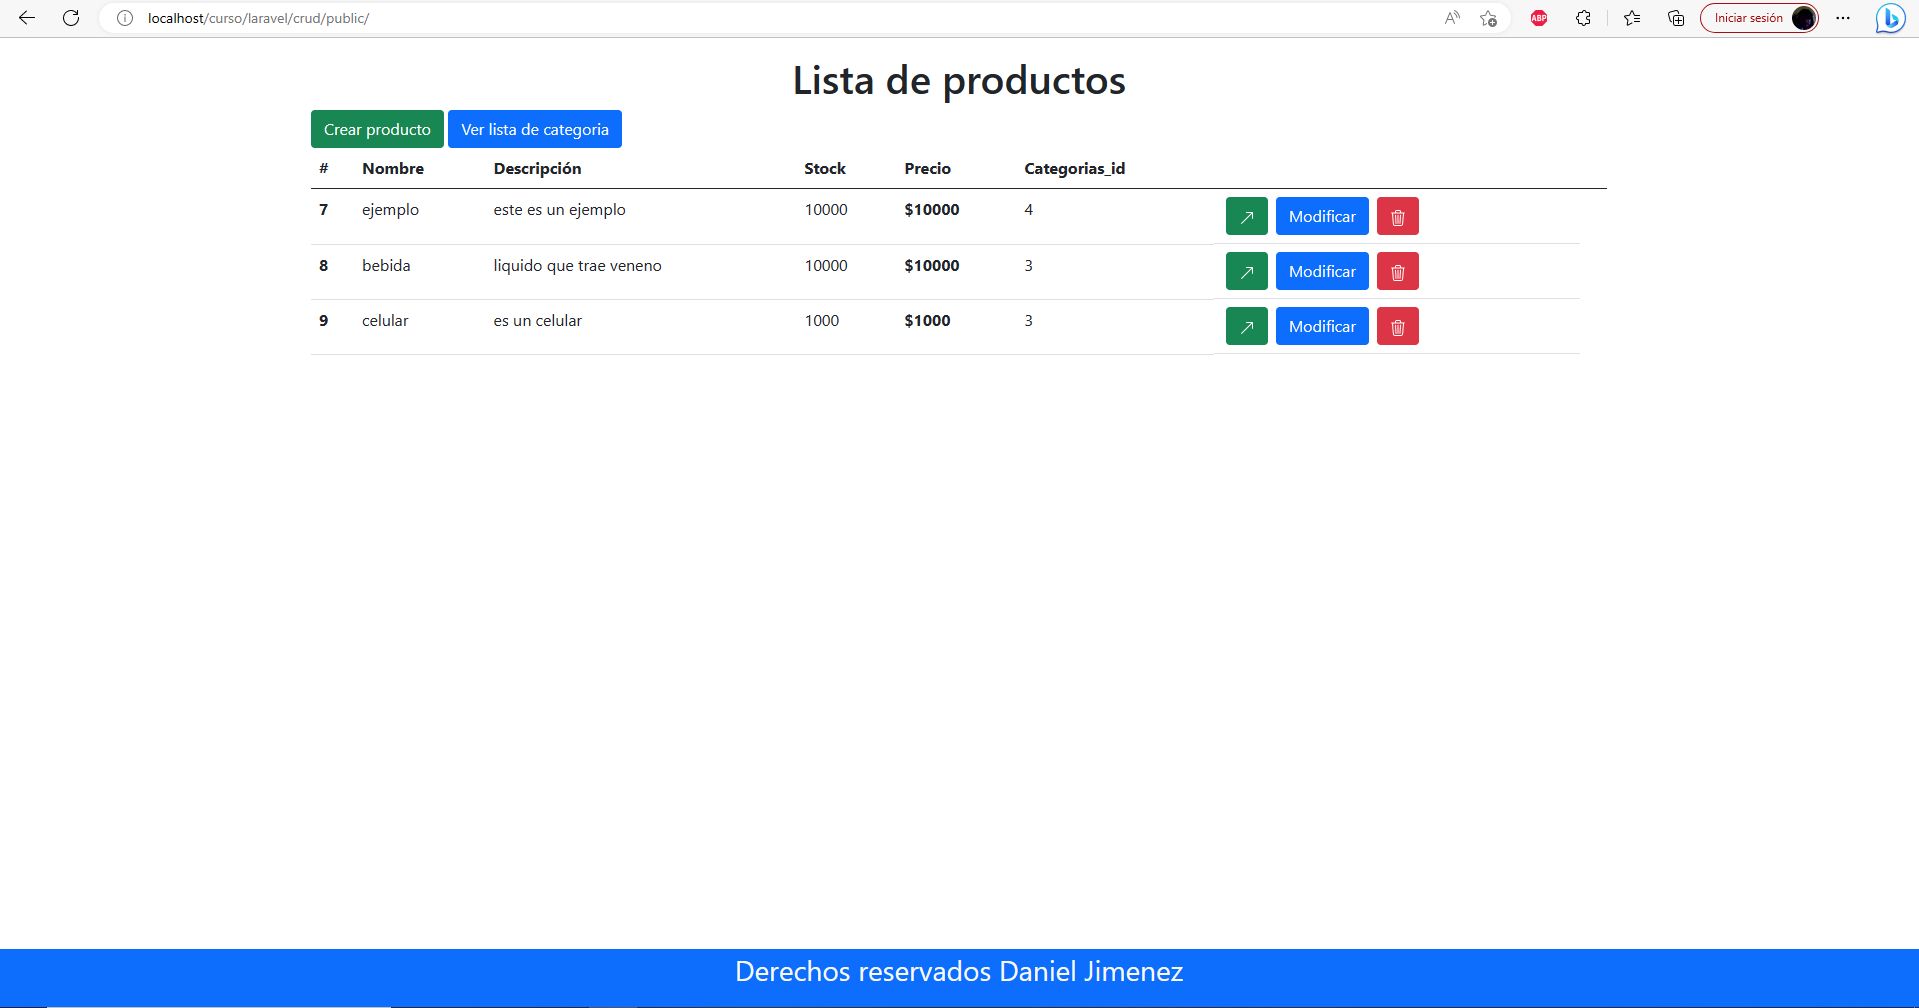 localhost/curso/laravel/crud/public/
ABP
Iniciar sesión
Lista de productos
Crear producto Ver lista de categoria
# Nombre Descripción Stock Precio Categorias_id
7 ejemplo este es un ejemplo 10000 $10000 4 Modificar
8 bebida liquido que trae veneno 10000 $10000 3 Modificar
9 celular es un celular 1000 $1000 3 Modificar
Derechos reservados Daniel Jimenez